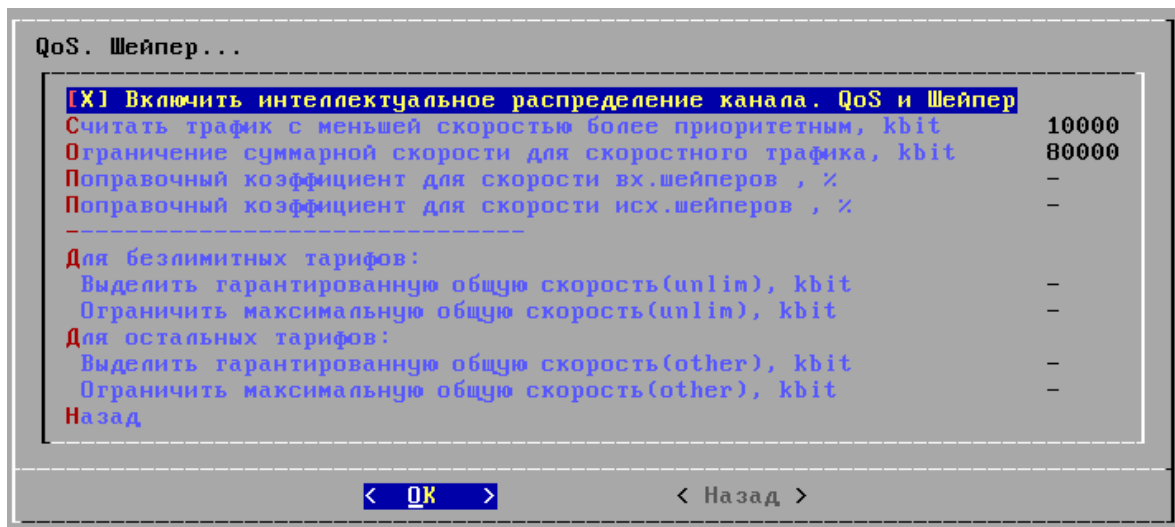 QoS. Шейпер...
[X] Включить интеллектуальное распределение канала. QoS и Шейпер
Считать трафик с меньшей скоростью более приоритетным, kbit 10000
Ограничение суммарной скорости для скоростного трафика, kbit 80000
Поправочный коэффициент для скорости вх.шейперов , % -
Поправочный коэффициент для скорости исх.шейперов , % -
-------------------------------
Для безлимитных тарифов:
Выделить гарантированную общую скорость(unlim), kbit -
Ограничить максимальную общую скорость(unlim), kbit -
Для остальных тарифов:
Выделить гарантированную общую скорость(other), kbit -
Ограничить максимальную общую скорость(other), kbit -
Назад
< OK > < Назад >